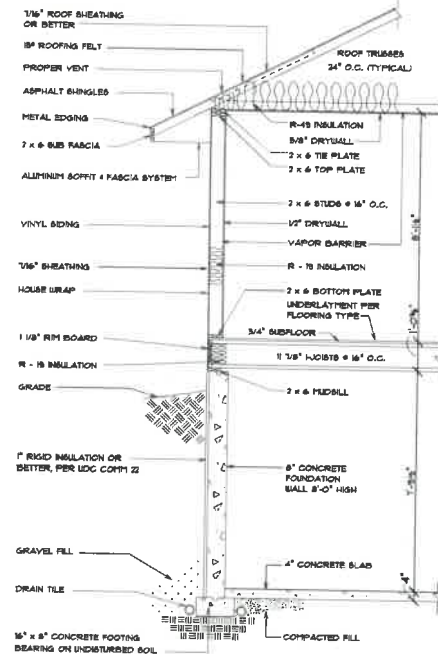 7/16" ROOF SHEATHING
OR BETTER
15# ROOFING FELT
PROPER VENT
ASPHALT SHINGLES
METAL EDGING
2 x 6 SUB FASCIA
ALUMINUM SOFFIT & FASCIA SYSTEM
VINYL SIDING
7/16" SHEATHING
HOUSE WRAP
1 1/8" RIM BOARD
R - 19 INSULATION
GRADE
1" RIGID INSULATION OR
BETTER, PER UDC COMM 22
GRAVEL FILL
DRAIN TILE
16" x 8" CONCRETE FOOTING
BEARING ON UNDISTURBED SOIL
ROOF TRUSSES
24" O.C. (TYPICAL)
R-49 INSULATION
5/8" DRYWALL
2 x 6 TIE PLATE
2 x 6 TOP PLATE
2 x 6 STUDS @ 16" O.C.
1/2" DRYWALL
VAPOR BARRIER
R - 19 INSULATION
2 x 6 BOTTOM PLATE
UNDERLAYMENT PER
FLOORING TYPE
3/4" SUBFLOOR
11 7/8" I-JOISTS @ 16" O.C.
2 x 6 MUDSILL
8" CONCRETE
FOUNDATION
WALL 8'-0" HIGH
4" CONCRETE SLAB
4"
COMPACTED FILL